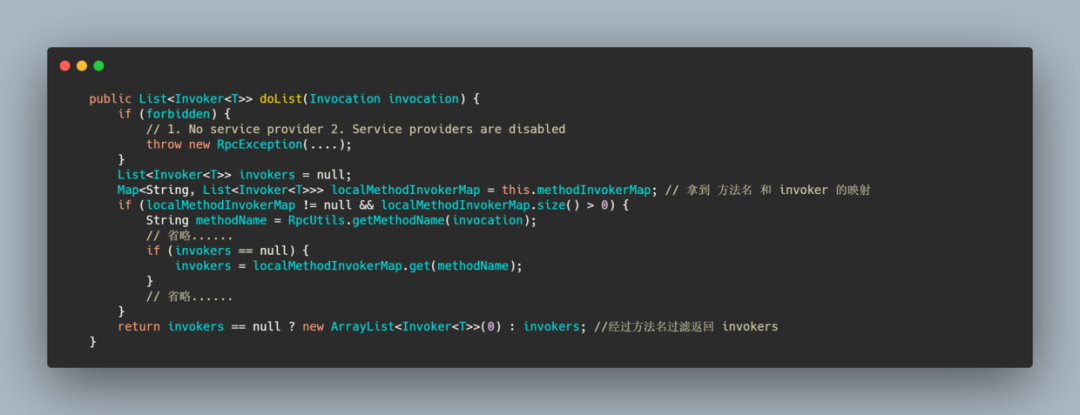 public List<Invoker<T>> doList(Invocation invocation) {
    if (forbidden) {
        // 1. No service provider 2. Service providers are disabled
        throw new RpcException(....);
    }
    List<Invoker<T>> invokers = null;
    Map<String, List<Invoker<T>>> localMethodInvokerMap = this.methodInvokerMap; // 拿到 方法名 和 invoker 的映射
    if (localMethodInvokerMap != null && localMethodInvokerMap.size() > 0) {
        String methodName = RpcUtils.getMethodName(invocation);
        // 省略......
        if (invokers == null) {
            invokers = localMethodInvokerMap.get(methodName);
        }
        // 省略......
    }
    return invokers == null ? new ArrayList<Invoker<T>>(0) : invokers; //经过方法名过滤返回 invokers
}